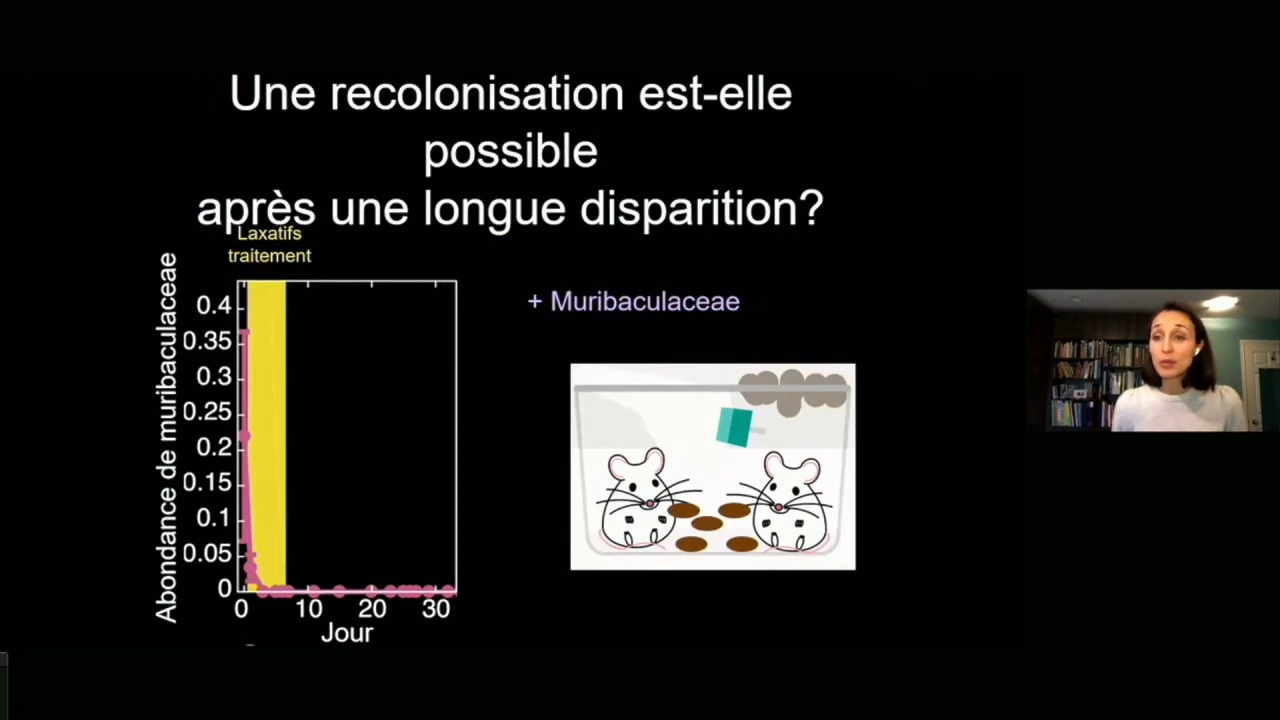 Une recolonisation est-elle
possible
après une longue disparition?
Laxatifs
traitement
Abondance de muribaculaceae
0.4
0.35
0.3
0.25
0.2
0.15
0.1
0.05
0
0 10 20 30
Jour
+ Muribaculaceae